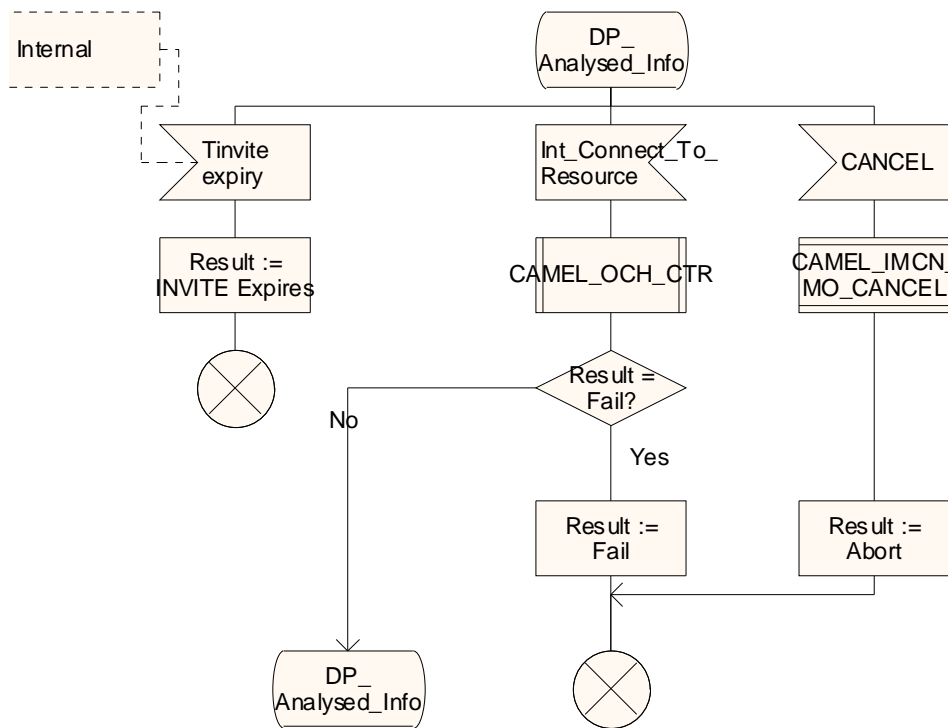 Internal
DP_
Analysed_Info
Tinvite
expiry
Int_Connect_To_
Resource
CANCEL
Result :=
INVITE Expires
CAMEL_OCH_CTR
CAMEL_IMCN_
MO_CANCEL
Result =
Fail?
No
Yes
Result :=
Fail
Result :=
Abort
DP_
Analysed_Info